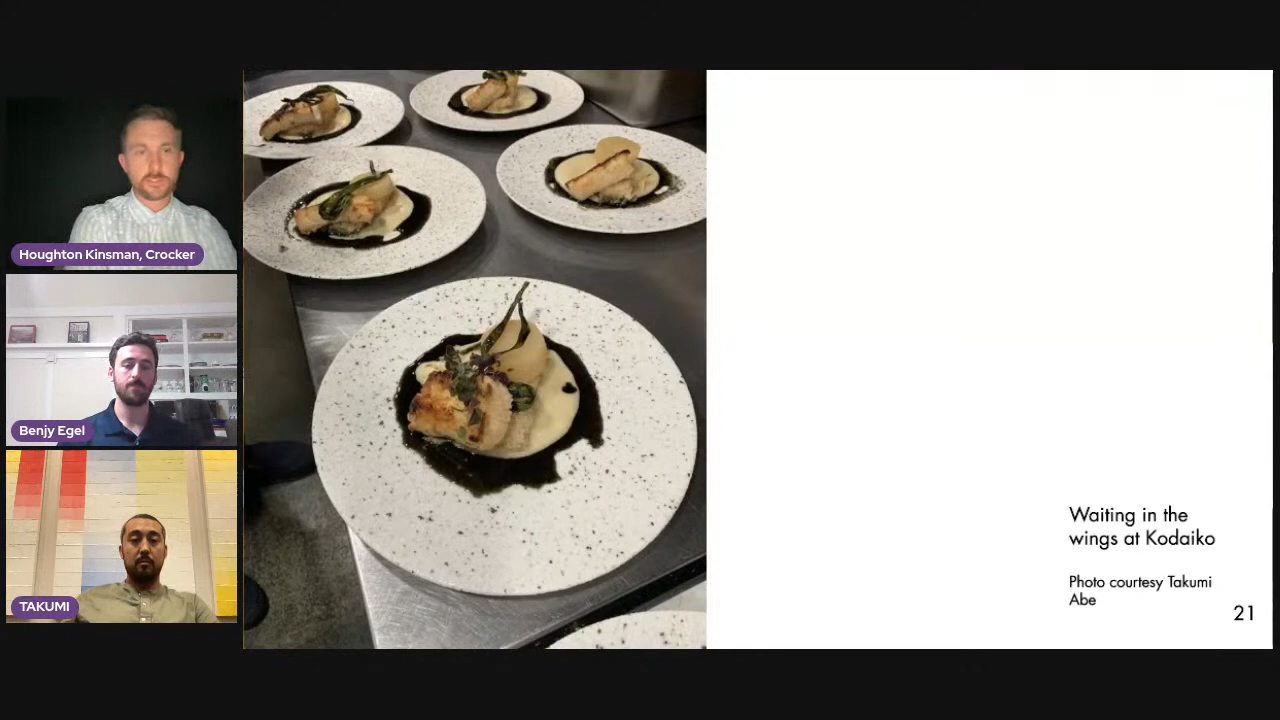 Houghton Kinsman, Crocker
Benjy Egel
TAKUMI
Waiting in the
wings at Kodaiko
Photo courtesy Takumi
Abe
21